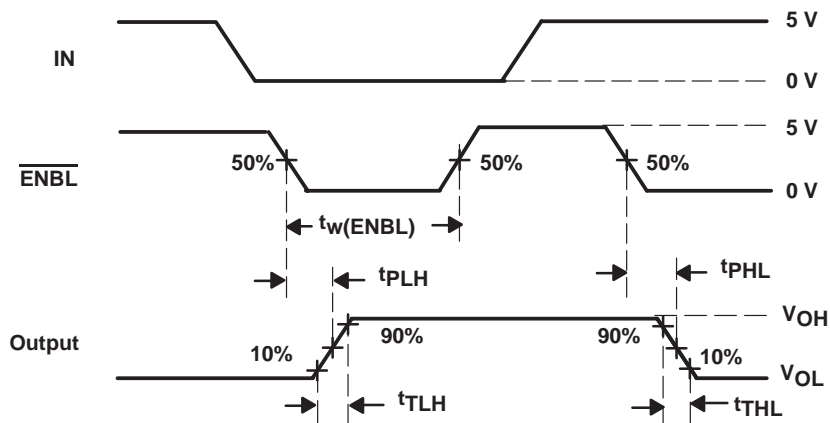 5 V
IN
0 V
5 V
ENBL
50%
50%
50%
0 V
tw(ENBL)
tPLH
tPHL
VOH
Output
10%
90%
90%
10%
VOL
tTLH
tTHL